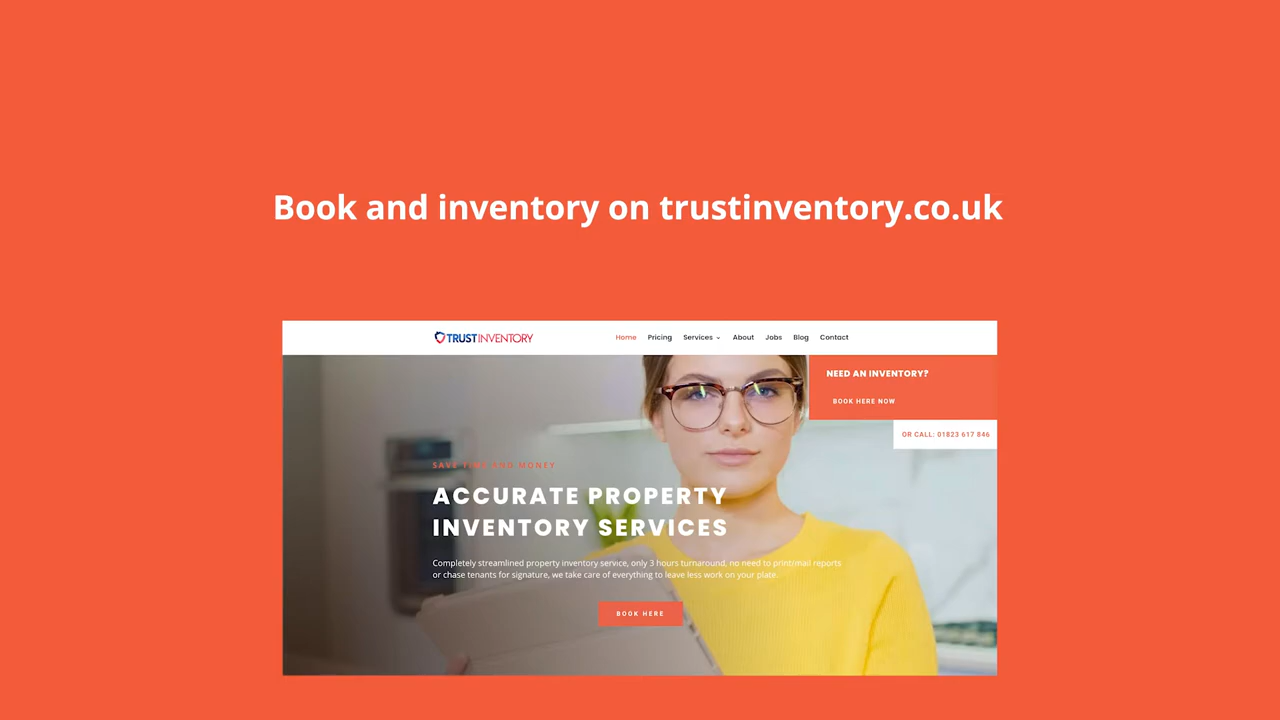 Book and inventory on trustinventory.co.uk
TRUSTINVENTORY
Home Pricing Services About Jobs Blog Contact
NEED AN INVENTORY?
BOOK HERE NOW
OR CALL: 01823 617 846
SAVE TIME AND MONEY
ACCURATE PROPERTY
INVENTORY SERVICES
Completely streamlined property inventory service, only 3 hours turnaround, no need to print/mail reports
or chase tenants for signature, we take care of everything to leave less work on your plate.
BOOK HERE